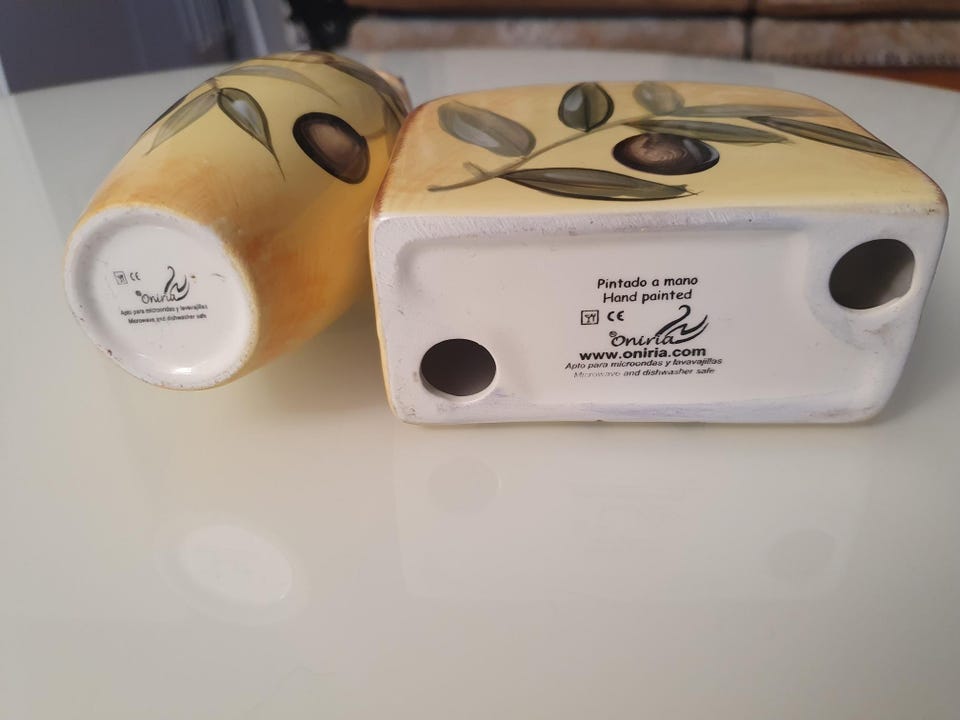 CE
©Oniria
Apto para microondas y lavavajillas
Microwave and dishwasher safe
Pintado a mano
Hand painted
CE
©Oniria
www.oniria.com
Apto para microondas y lavavajillas
Microwave and dishwasher safe